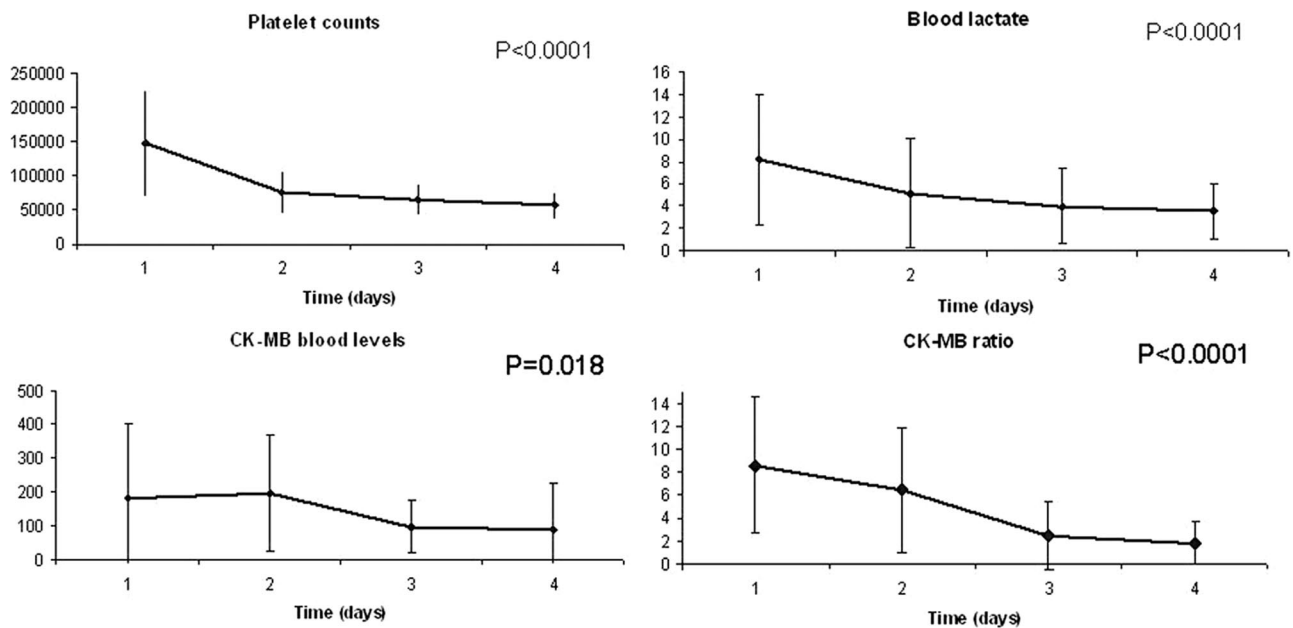 Platelet counts
P<0.0001
250000
200000
150000
100000
50000
0
1 2 3 4
Time (days)
Blood lactate
P<0.0001
16
14
12
10
8
6
4
2
0
1 2 3 4
Time (days)
CK-MB blood levels
P=0.018
500
400
300
200
100
0
1 2 3 4
Time (days)
CK-MB ratio
P<0.0001
14
12
10
8
6
4
2
0
1 2 3 4
Time (days)